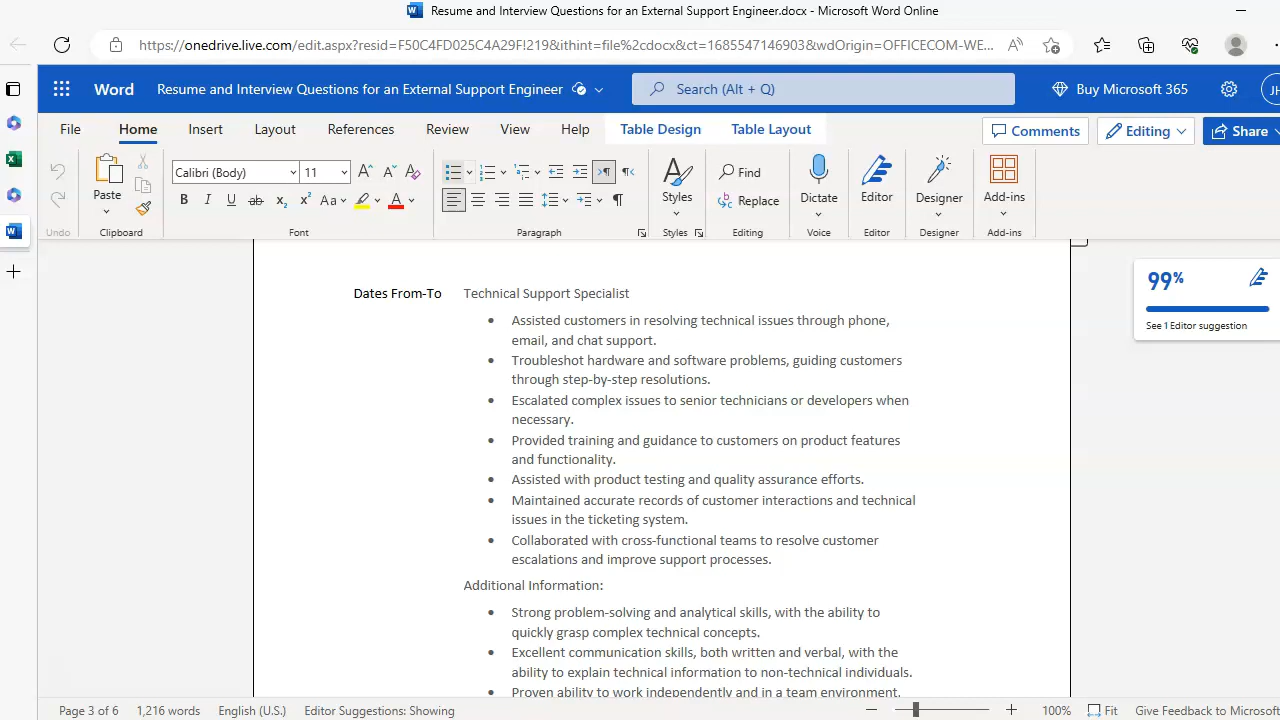 Resume and Interview Questions for an External Support Engineer.docx - Microsoft Word Online
https://onedrive.live.com/edit.aspx?resid=F50C4FD025C4A29F!219&ithint=file%2cdocx&ct=1685547146903&wdOrigin=OFFICECOM-WE...
Word
Resume and Interview Questions for an External Support Engineer
Search (Alt + Q)
Buy Microsoft 365
JH
File
Home
Insert
Layout
References
Review
View
Help
Table Design
Table Layout
Comments
Editing
Share
Calibri (Body)
11
Find
Paste
Styles
Replace
Dictate
Editor
Designer
Add-ins
Undo
Clipboard
Font
Paragraph
Styles
Editing
Voice
Editor
Designer
Add-ins
99%
See 1 Editor suggestion
Dates From-To
Technical Support Specialist
• Assisted customers in resolving technical issues through phone,
email, and chat support.
• Troubleshot hardware and software problems, guiding customers
through step-by-step resolutions.
• Escalated complex issues to senior technicians or developers when
necessary.
• Provided training and guidance to customers on product features
and functionality.
• Assisted with product testing and quality assurance efforts.
• Maintained accurate records of customer interactions and technical
issues in the ticketing system.
• Collaborated with cross-functional teams to resolve customer
escalations and improve support processes.
Additional Information:
• Strong problem-solving and analytical skills, with the ability to
quickly grasp complex technical concepts.
• Excellent communication skills, both written and verbal, with the
ability to explain technical information to non-technical individuals.
• Proven ability to work independently and in a team environment,
Page 3 of 6
1,216 words
English (U.S.)
Editor Suggestions: Showing
100%
Fit
Give Feedback to Microsoft